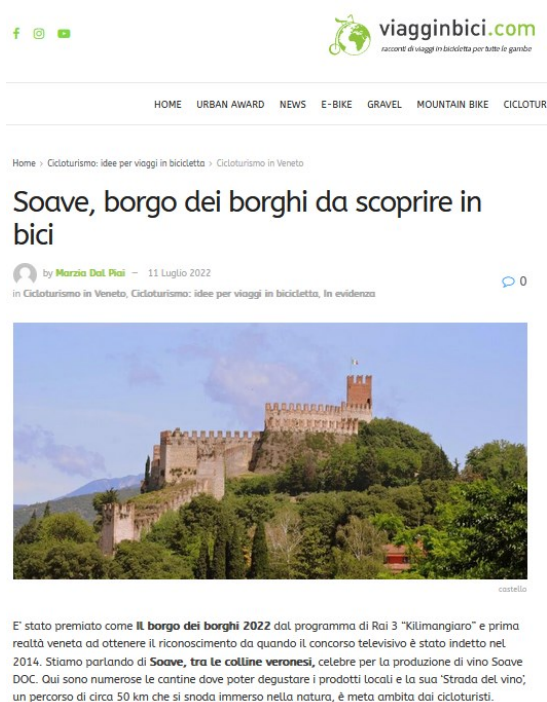 viagginbici.com
racconti di viaggi in bicicletta per tutte le gambe
HOME URBAN AWARD NEWS E-BIKE GRAVEL MOUNTAIN BIKE CICLOTUR
Home > Cicloturismo: idee per viaggi in bicicletta > Cicloturismo in Veneto
Soave, borgo dei borghi da scoprire in
bici
by Marzia Dal Piai — 11 Luglio 2022
0
in Cicloturismo in Veneto, Cicloturismo: idee per viaggi in bicicletta, In evidenza
castello
E' stato premiato come Il borgo dei borghi 2022 dal programma di Rai 3 "Kilimangiaro" e prima
realtà veneta ad ottenere il riconoscimento da quando il concorso televisivo è stato indetto nel
2014. Stiamo parlando di Soave, tra le colline veronesi, celebre per la produzione di vino Soave
DOC. Qui sono numerose le cantine dove poter degustare i prodotti locali e la sua 'Strada del vino',
un percorso di circa 50 km che si snoda immerso nella natura, è meta ambita dai cicloturisti.